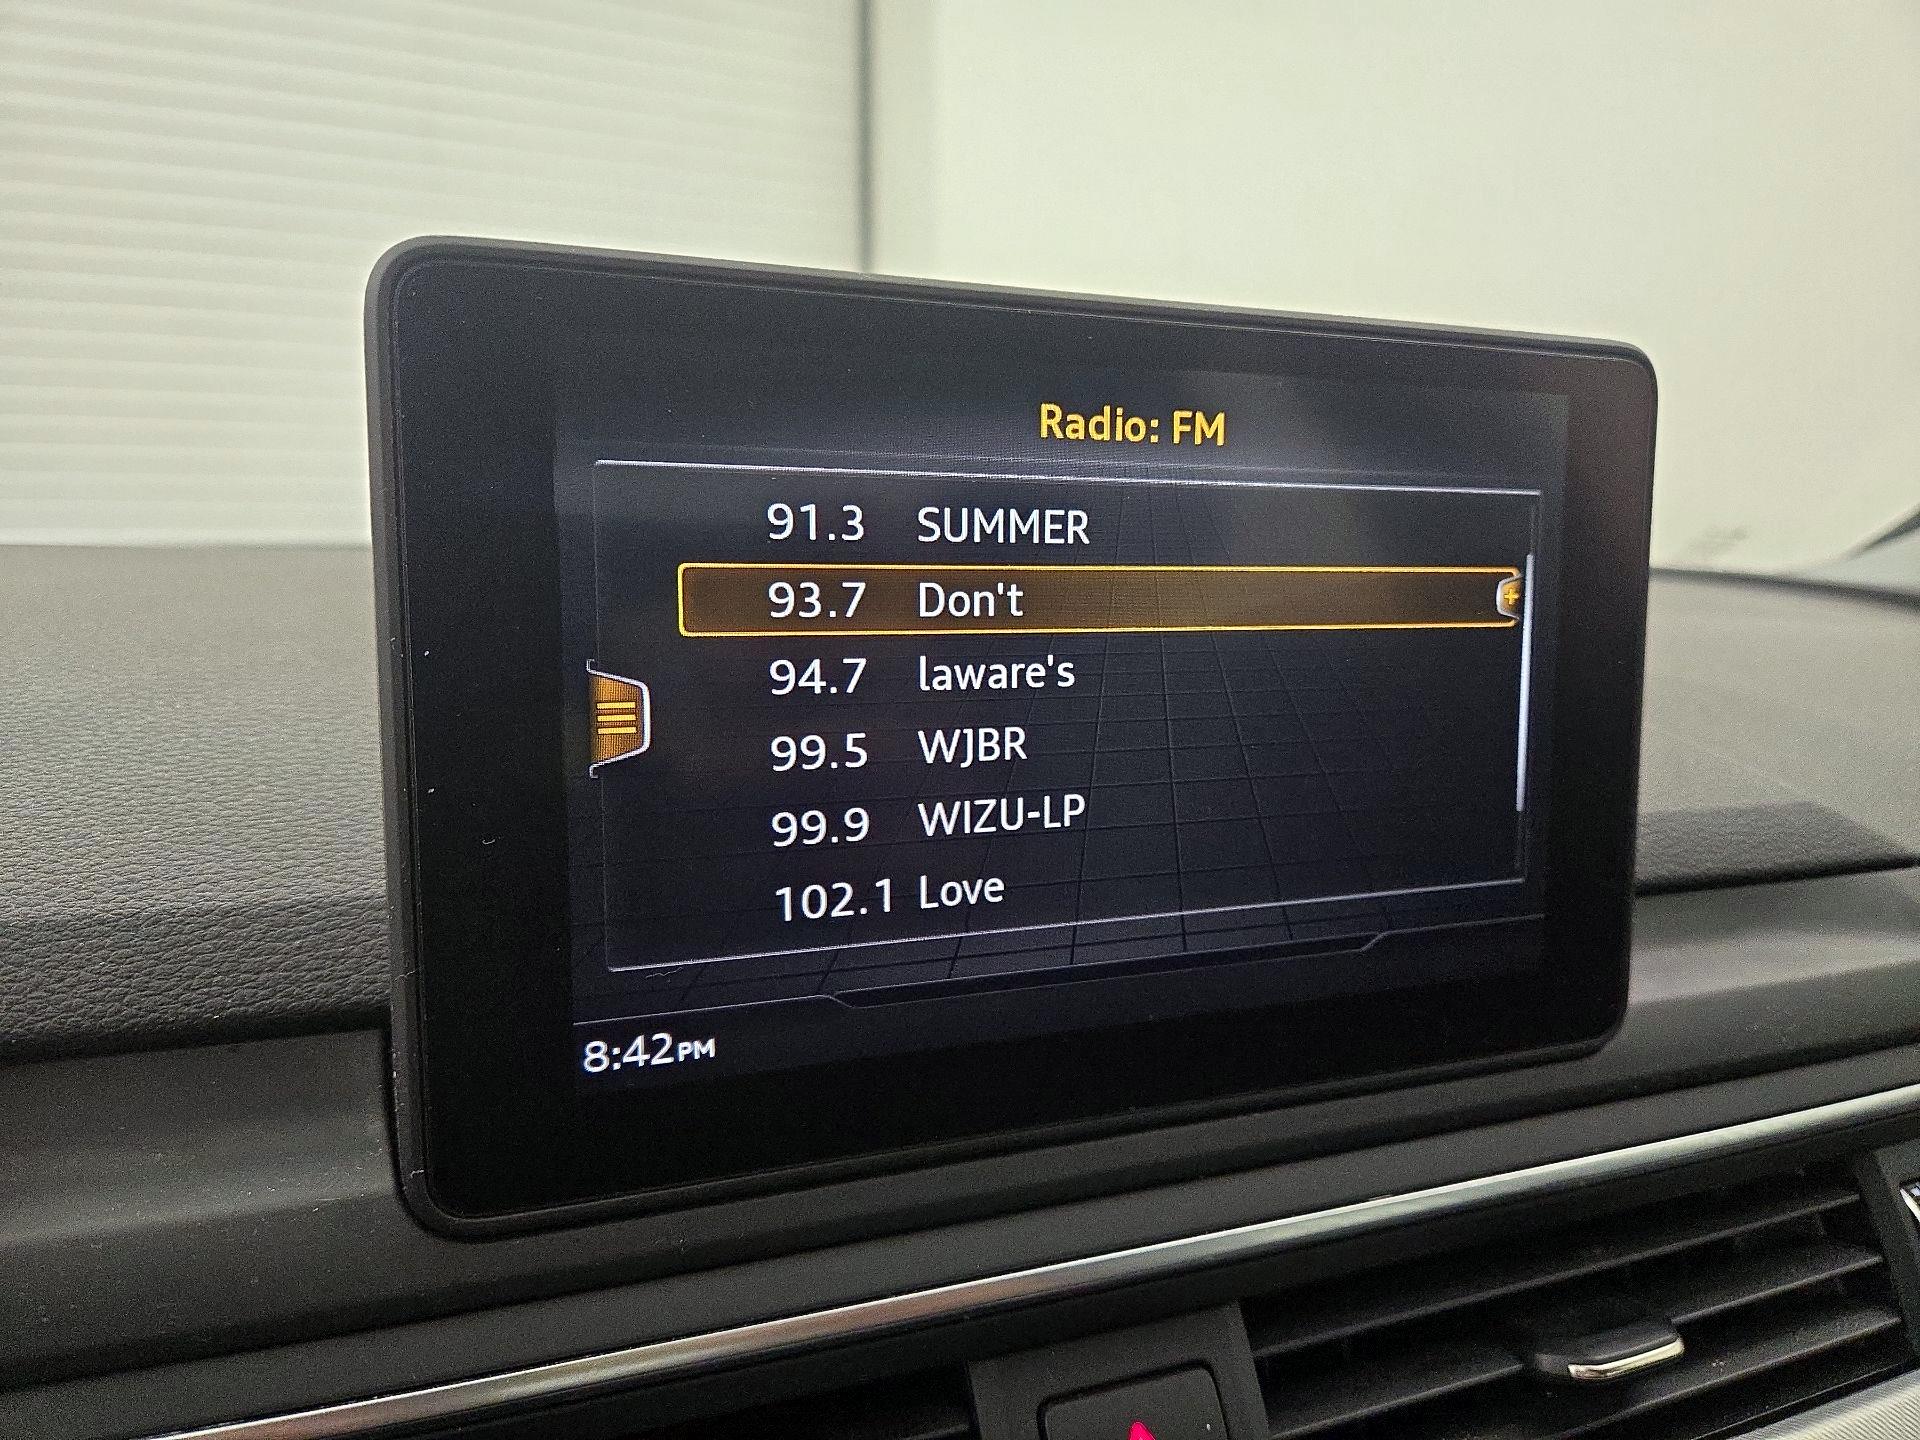 Radio: FM
91.3 SUMMER
93.7 Don't
94.7 laware's
99.5 WJBR
99.9 WIZU-LP
102.1 Love
8:42PM